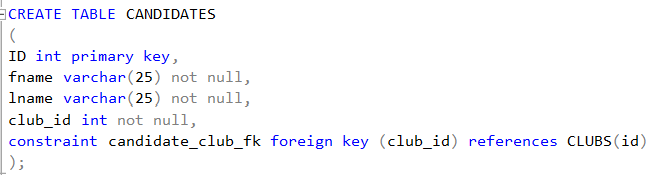 CREATE TABLE CANDIDATES
(
ID int primary key,
fname varchar(25) not null,
lname varchar(25) not null,
club_id int not null,
constraint candidate_club_fk foreign key (club_id) references CLUBS(id)
);